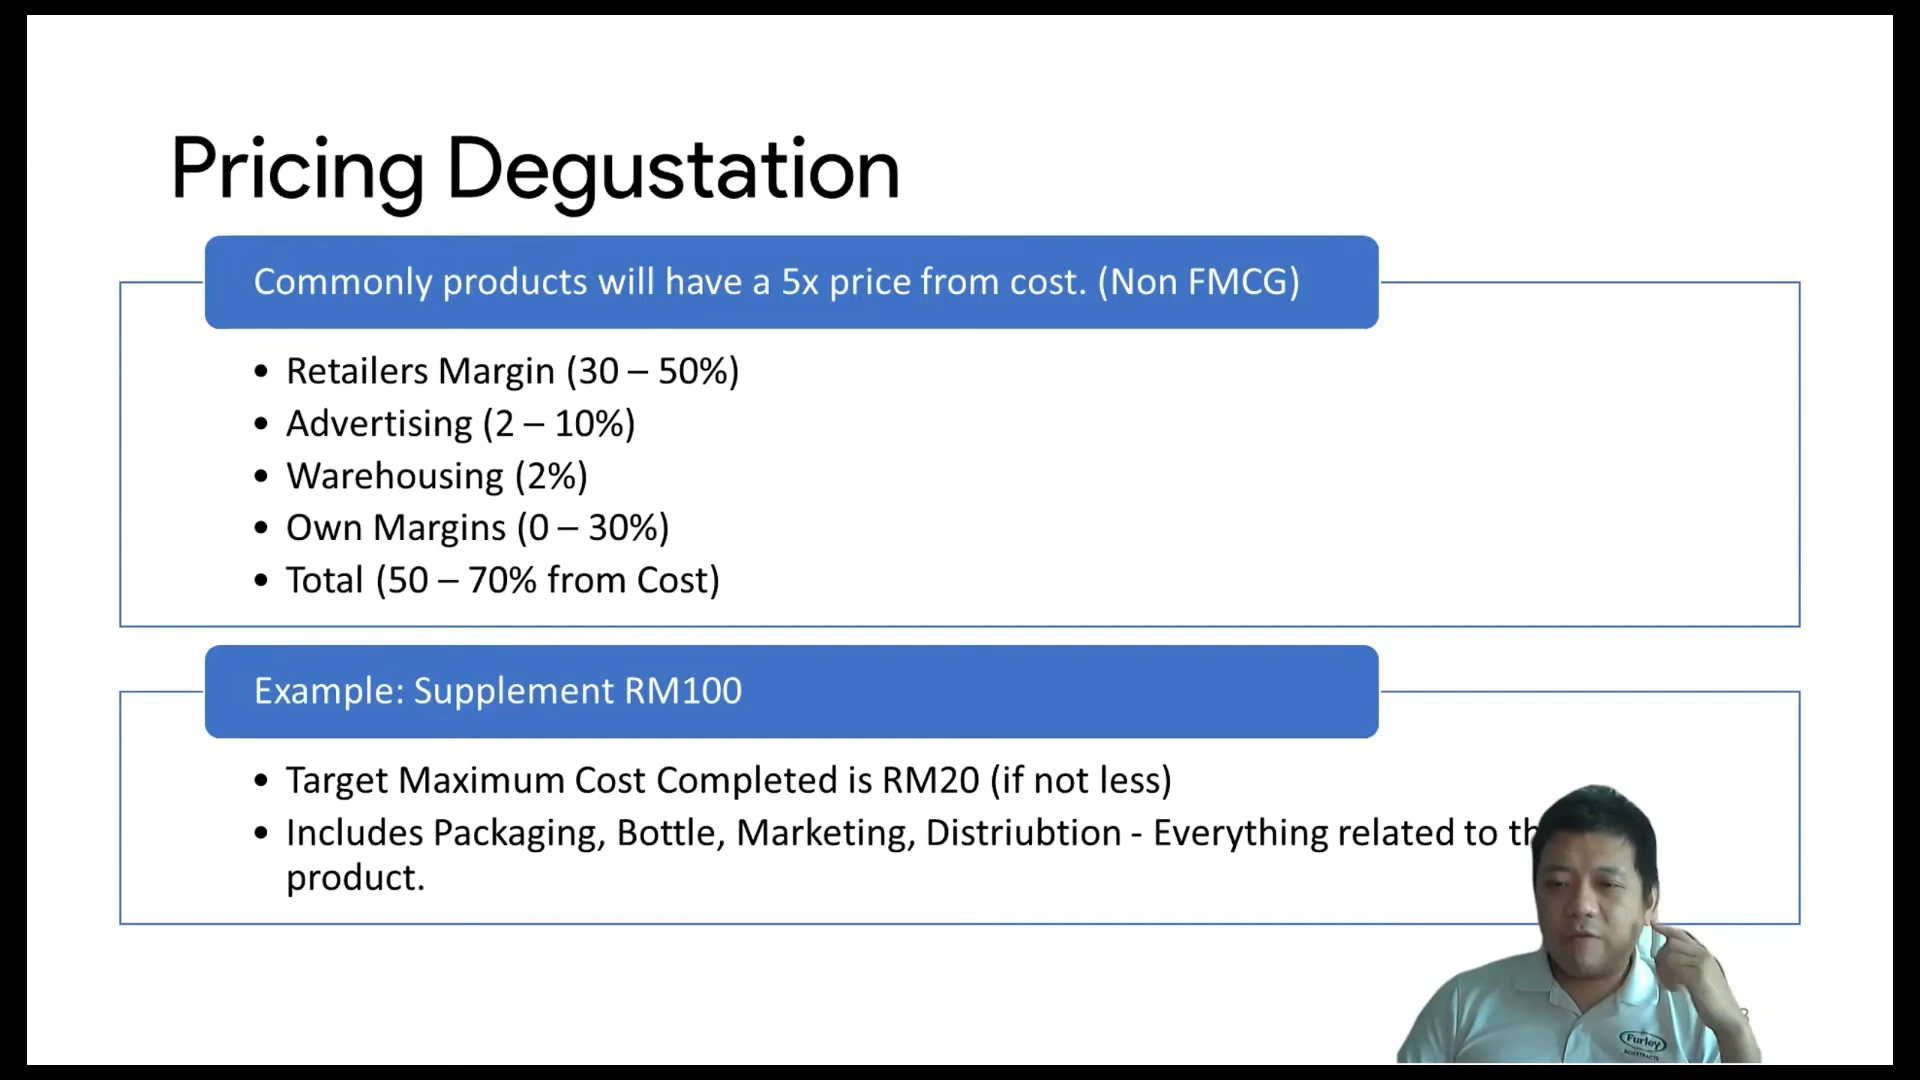 Pricing Degustation
Commonly products will have a 5x price from cost. (Non FMCG)
• Retailers Margin (30 – 50%)
• Advertising (2 – 10%)
• Warehousing (2%)
• Own Margins (0 – 30%)
• Total (50 – 70% from Cost)
Example: Supplement RM100
• Target Maximum Cost Completed is RM20 (if not less)
• Includes Packaging, Bottle, Marketing, Distriubtion - Everything related to
product.
Furley